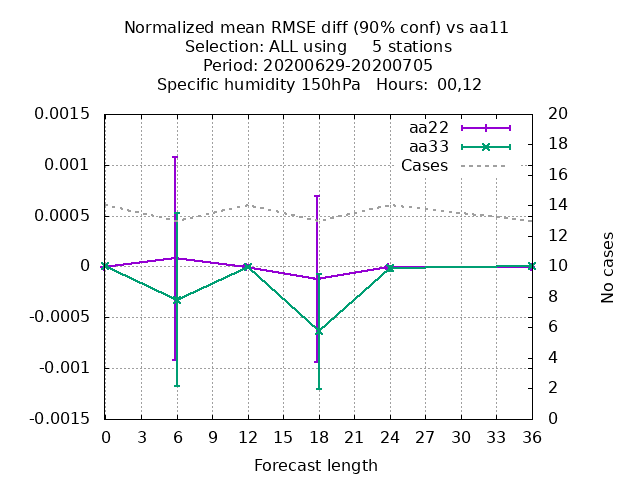 Normalized mean RMSE diff (90% conf) vs aa11
Selection: ALL using     5 stations
Period: 20200629-20200705
Specific humidity 150hPa   Hours: 00,12
aa22
aa33
Cases
0.0015
0.001
0.0005
0
-0.0005
-0.001
-0.0015
20
18
16
14
12
10
8
6
4
2
0
No cases
0 3 6 9 12 15 18 21 24 27 30 33 36
Forecast length